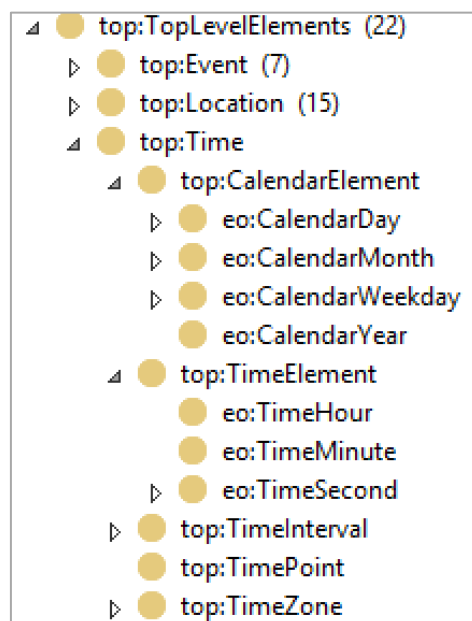 top:TopLevelElements (22)
top:Event (7)
top:Location (15)
top:Time
top:CalendarElement
eo:CalendarDay
eo:CalendarMonth
eo:CalendarWeekday
eo:CalendarYear
top:TimeElement
eo:TimeHour
eo:TimeMinute
eo:TimeSecond
top:TimeInterval
top:TimePoint
top:TimeZone